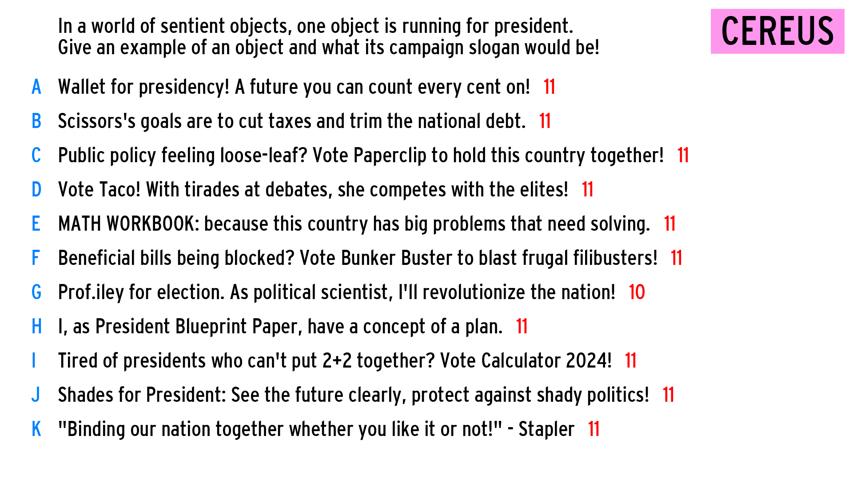 In a world of sentient objects, one object is running for president.
Give an example of an object and what its campaign slogan would be!
CEREUS
A Wallet for presidency! A future you can count every cent on! 11
B Scissors's goals are to cut taxes and trim the national debt. 11
C Public policy feeling loose-leaf? Vote Paperclip to hold this country together! 11
D Vote Taco! With tirades at debates, she competes with the elites! 11
E MATH WORKBOOK: because this country has big problems that need solving. 11
F Beneficial bills being blocked? Vote Bunker Buster to blast frugal filibusters! 11
G Prof.iley for election. As political scientist, I'll revolutionize the nation! 10
H I, as President Blueprint Paper, have a concept of a plan. 11
I Tired of presidents who can't put 2+2 together? Vote Calculator 2024! 11
J Shades for President: See the future clearly, protect against shady politics! 11
K "Binding our nation together whether you like it or not!" - Stapler 11